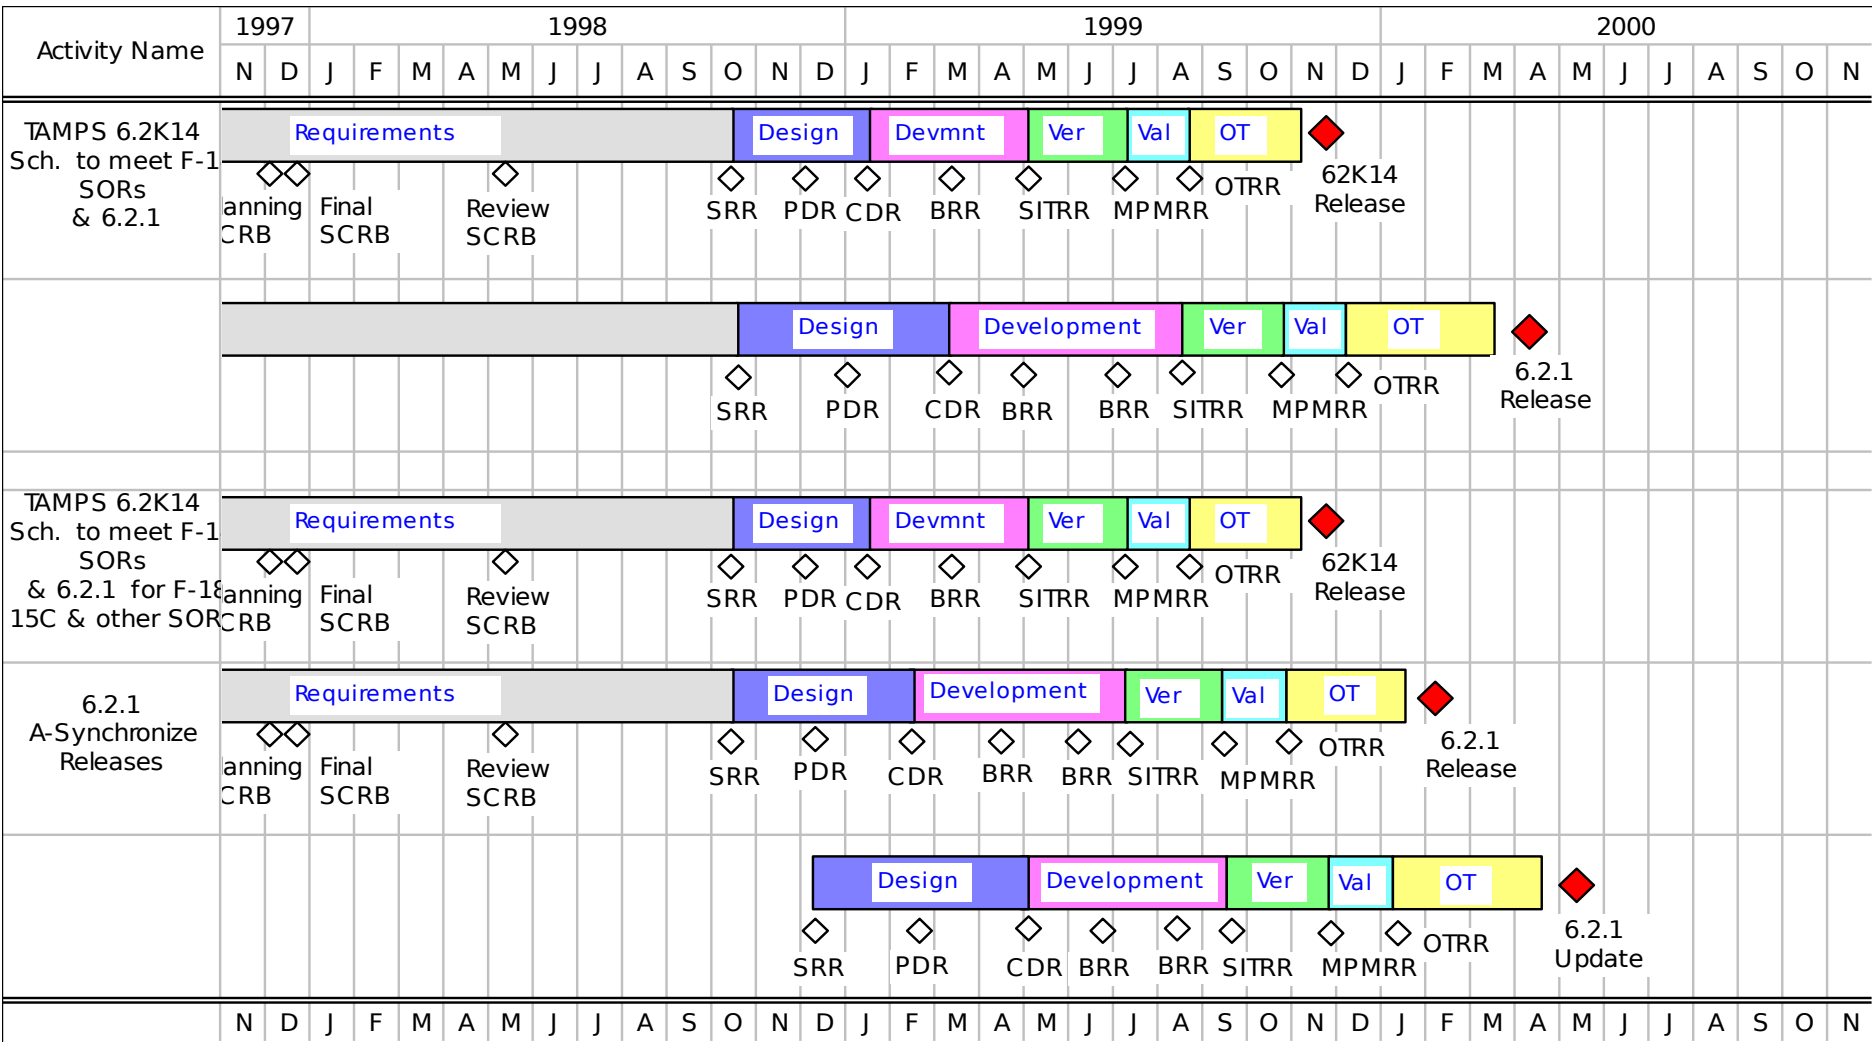 Activity Name
1997 1998 1999 2000
N D J F M A M J J A S O N D J F M A M J J A S O N D J F M A M J J A S O N
TAMPS 6.2K14
Sch. to meet F-1
SORs
& 6.2.1
Requirements Design Devmnt Ver Val OT
lanning
CRB
Final
SCRB
Review
SCRB
SRR PDR CDR BRR SITRR MPMRR OTRR
62K14
Release
Design Development Ver Val OT
SRR PDR CDR BRR BRR SITRR MPMRR OTRR
6.2.1
Release
TAMPS 6.2K14
Sch. to meet F-1
SORs
& 6.2.1 for F-18
15C & other SOR
Requirements Design Devmnt Ver Val OT
lanning
CRB
Final
SCRB
Review
SCRB
SRR PDR CDR BRR SITRR MPMRR OTRR
62K14
Release
6.2.1
A-Synchronize
Releases
Requirements Design Development Ver Val OT
lanning
CRB
Final
SCRB
Review
SCRB
SRR PDR CDR BRR BRR SITRR MPMRR OTRR
6.2.1
Release
Design Development Ver Val OT
SRR PDR CDR BRR BRR SITRR MPMRR OTRR
6.2.1
Update
N D J F M A M J J A S O N D J F M A M J J A S O N D J F M A M J J A S O N